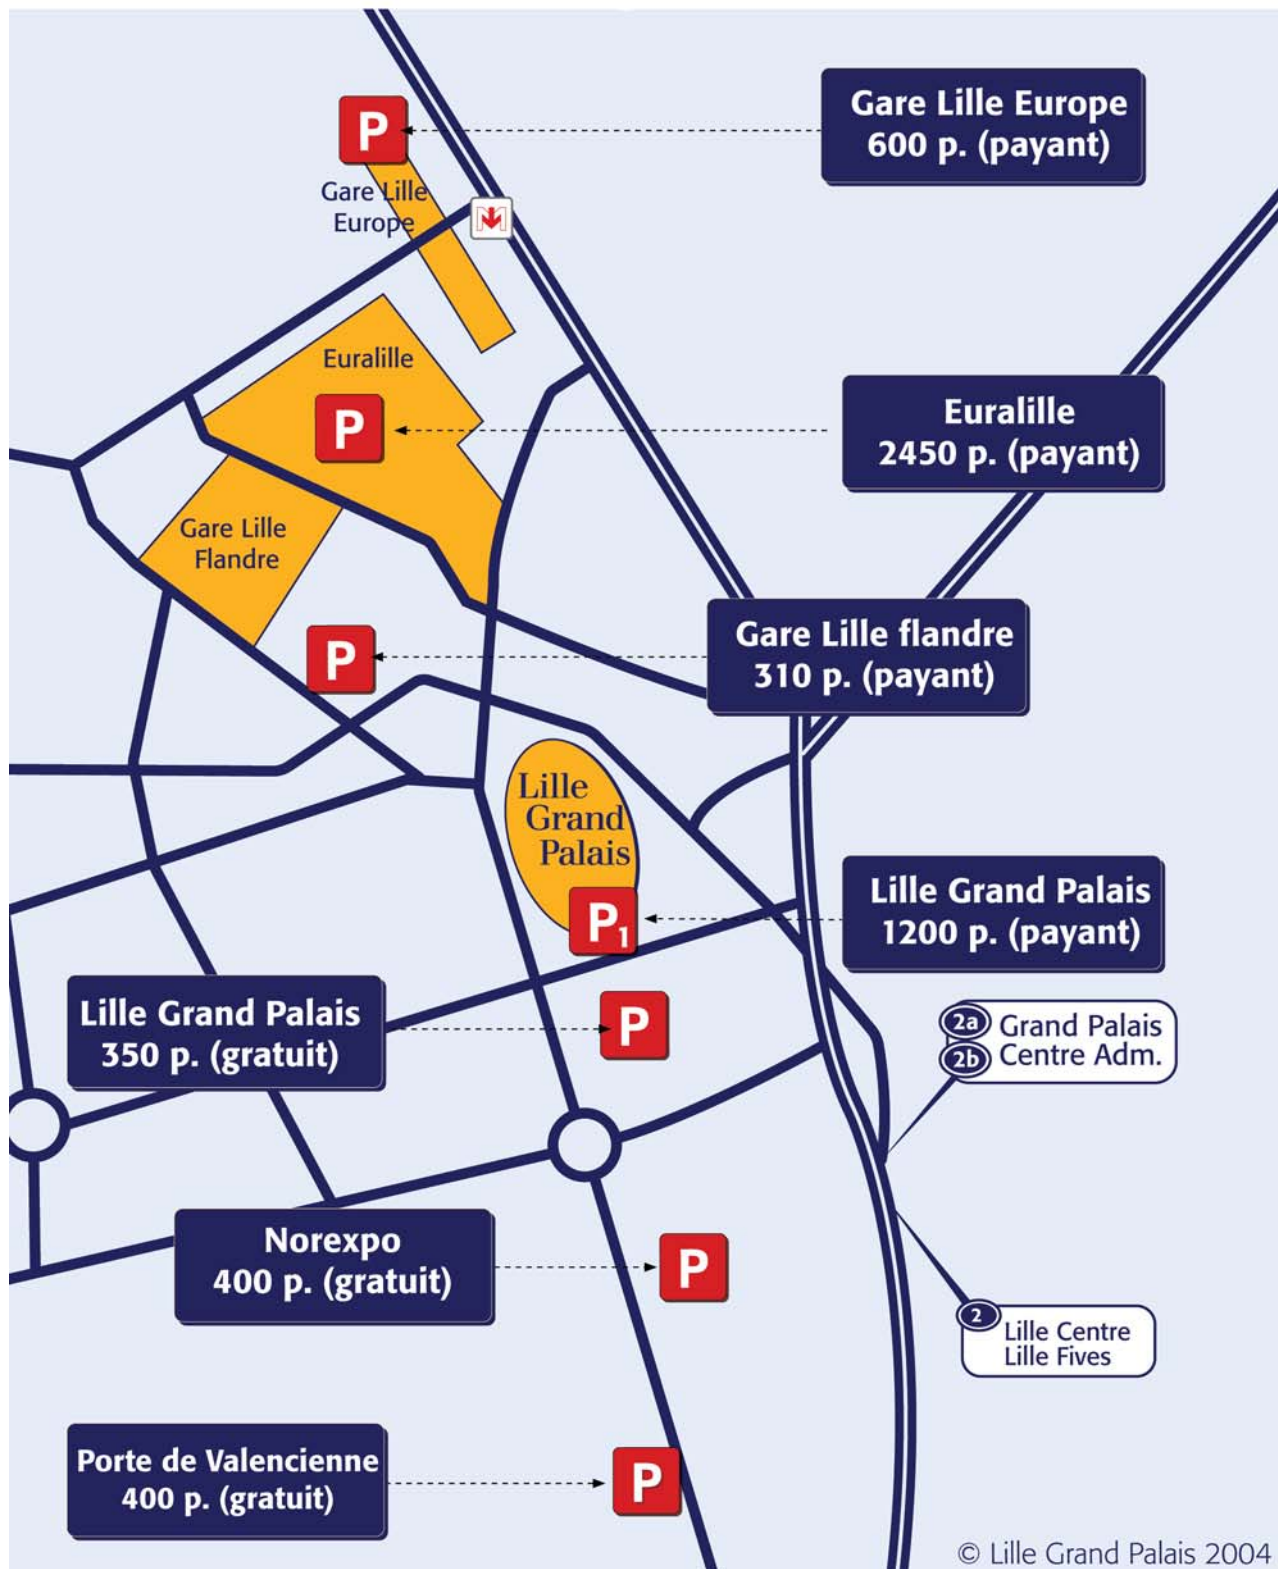 Gare Lille Europe
600 p. (payant)
P
Gare Lille
Europe
M
Euralille
P
Euralille
2450 p. (payant)
Gare Lille
Flandre
P
Gare Lille flandre
310 p. (payant)
Lille
Grand
Palais
P1
Lille Grand Palais
1200 p. (payant)
Lille Grand Palais
350 p. (gratuit)
P
2a Grand Palais
2b Centre Adm.
Norexpo
400 p. (gratuit)
P
2 Lille Centre
Lille Fives
Porte de Valencienne
400 p. (gratuit)
P
© Lille Grand Palais 2004